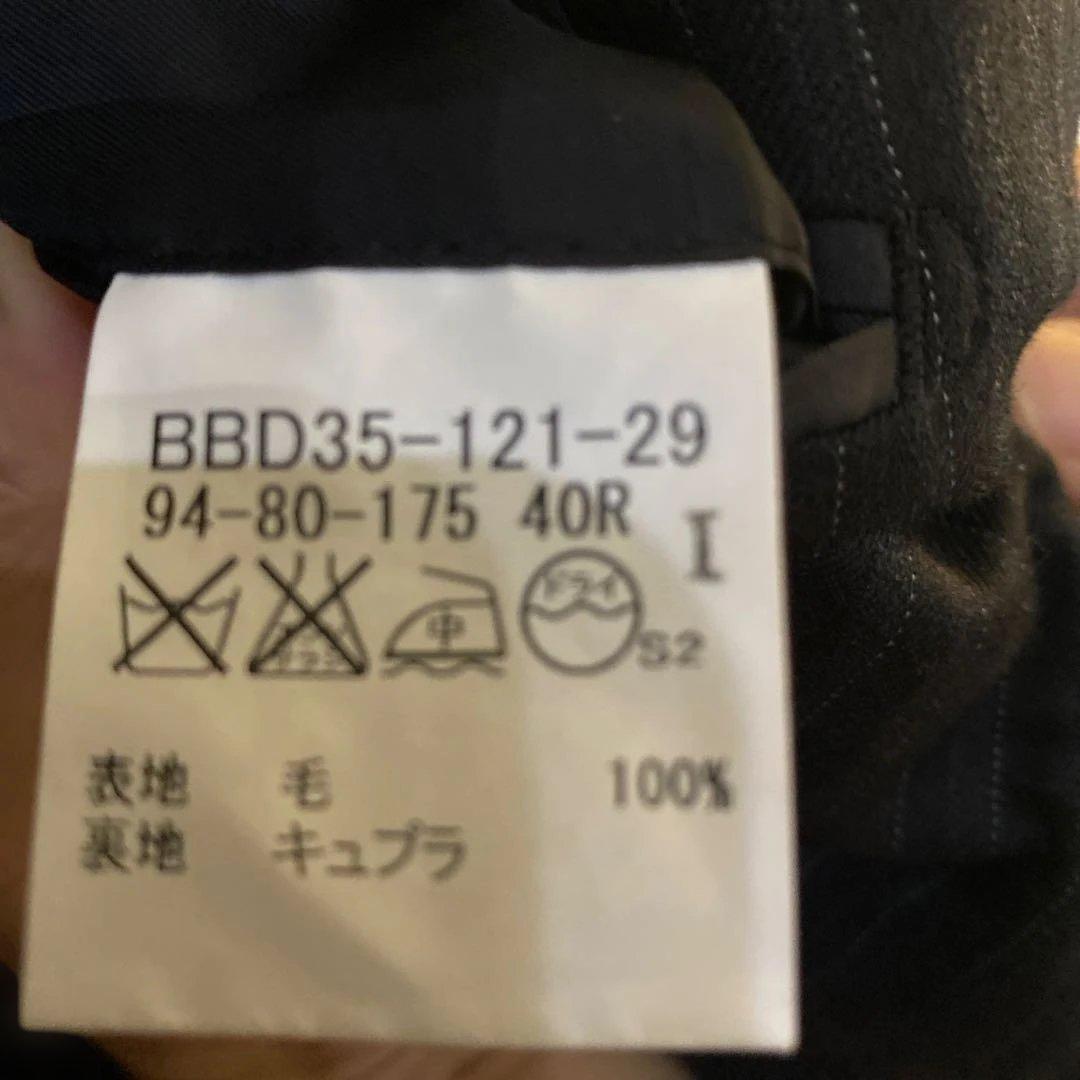 BBD35-121-29
94-80-175 40R I
中 ドライ S2
表地 毛 100%
裏地 キュプラ